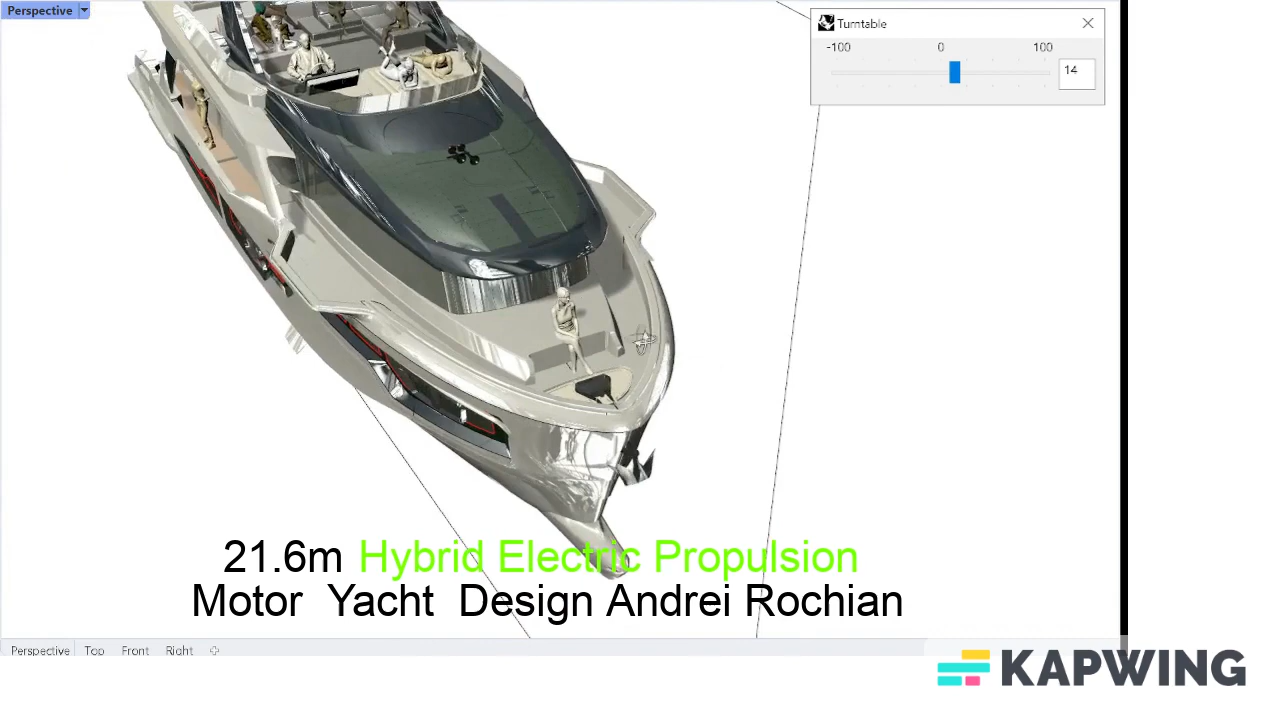 Perspective
Turntable
-100 0 100
14
21.6m Hybrid Electric Propulsion
Motor Yacht Design Andrei Rochian
Perspective Top Front Right
KAPWING